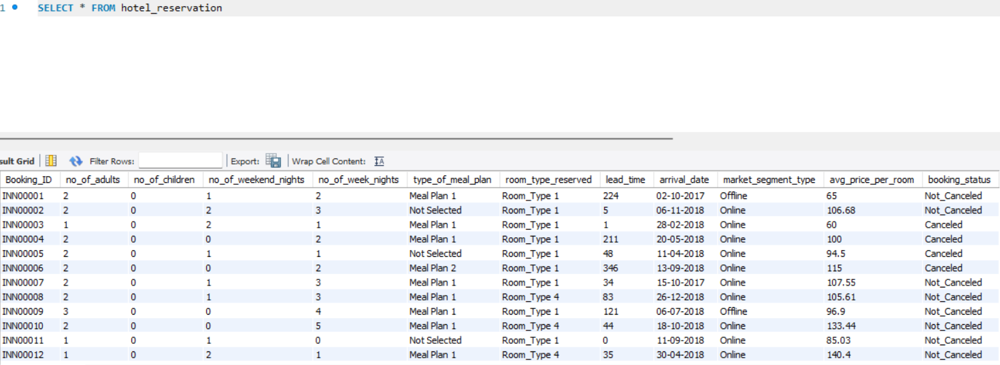 1 SELECT * FROM hotel_reservation
sult Grid Filter Rows: Export: Wrap Cell Content: IA
Booking_ID no_of_adults no_of_children no_of_weekend_nights no_of_week_nights type_of_meal_plan room_type_reserved lead_time arrival_date market_segment_type avg_price_per_room booking_status
INN00001 2 0 1 2 Meal Plan 1 Room_Type 1 224 02-10-2017 Offline 65 Not_Canceled
INN00002 2 0 2 3 Not Selected Room_Type 1 5 06-11-2018 Online 106.68 Not_Canceled
INN00003 1 0 2 1 Meal Plan 1 Room_Type 1 1 28-02-2018 Online 60 Canceled
INN00004 2 0 0 2 Meal Plan 1 Room_Type 1 211 20-05-2018 Online 100 Canceled
INN00005 2 0 1 1 Not Selected Room_Type 1 48 11-04-2018 Online 94.5 Canceled
INN00006 2 0 0 2 Meal Plan 2 Room_Type 1 346 13-09-2018 Online 115 Canceled
INN00007 2 0 1 3 Meal Plan 1 Room_Type 1 34 15-10-2017 Online 107.55 Not_Canceled
INN00008 2 0 1 3 Meal Plan 1 Room_Type 4 83 26-12-2018 Online 105.61 Not_Canceled
INN00009 3 0 0 4 Meal Plan 1 Room_Type 1 121 06-07-2018 Offline 96.9 Not_Canceled
INN00010 2 0 0 5 Meal Plan 1 Room_Type 4 44 18-10-2018 Online 133.44 Not_Canceled
INN00011 1 0 1 0 Not Selected Room_Type 1 0 11-09-2018 Online 85.03 Not_Canceled
INN00012 1 0 2 1 Meal Plan 1 Room_Type 4 35 30-04-2018 Online 140.4 Not_Canceled